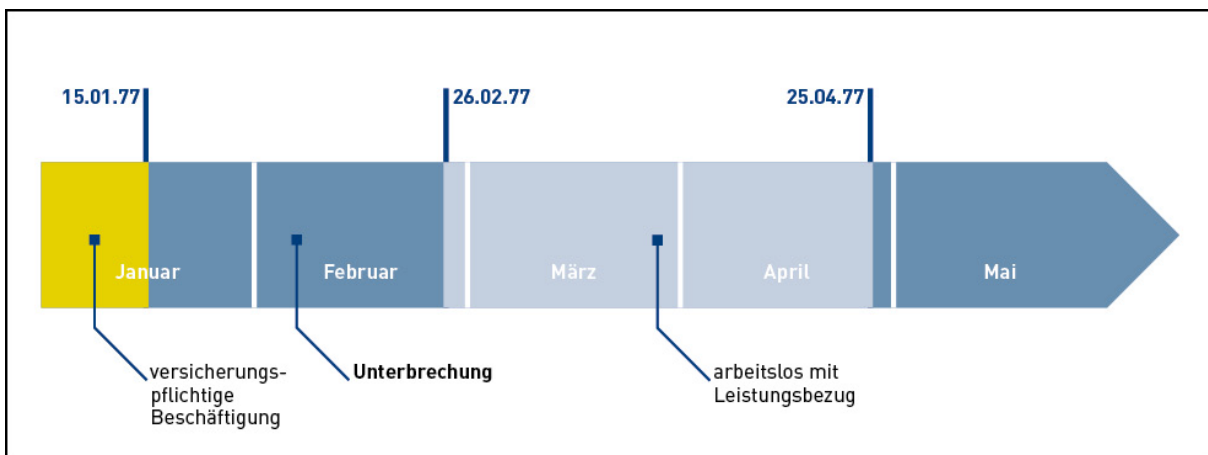 15.01.77
26.02.77
25.04.77
Januar
Februar
März
April
Mai
versicherungs-
pflichtige
Beschäftigung
Unterbrechung
arbeitslos mit
Leistungsbezug